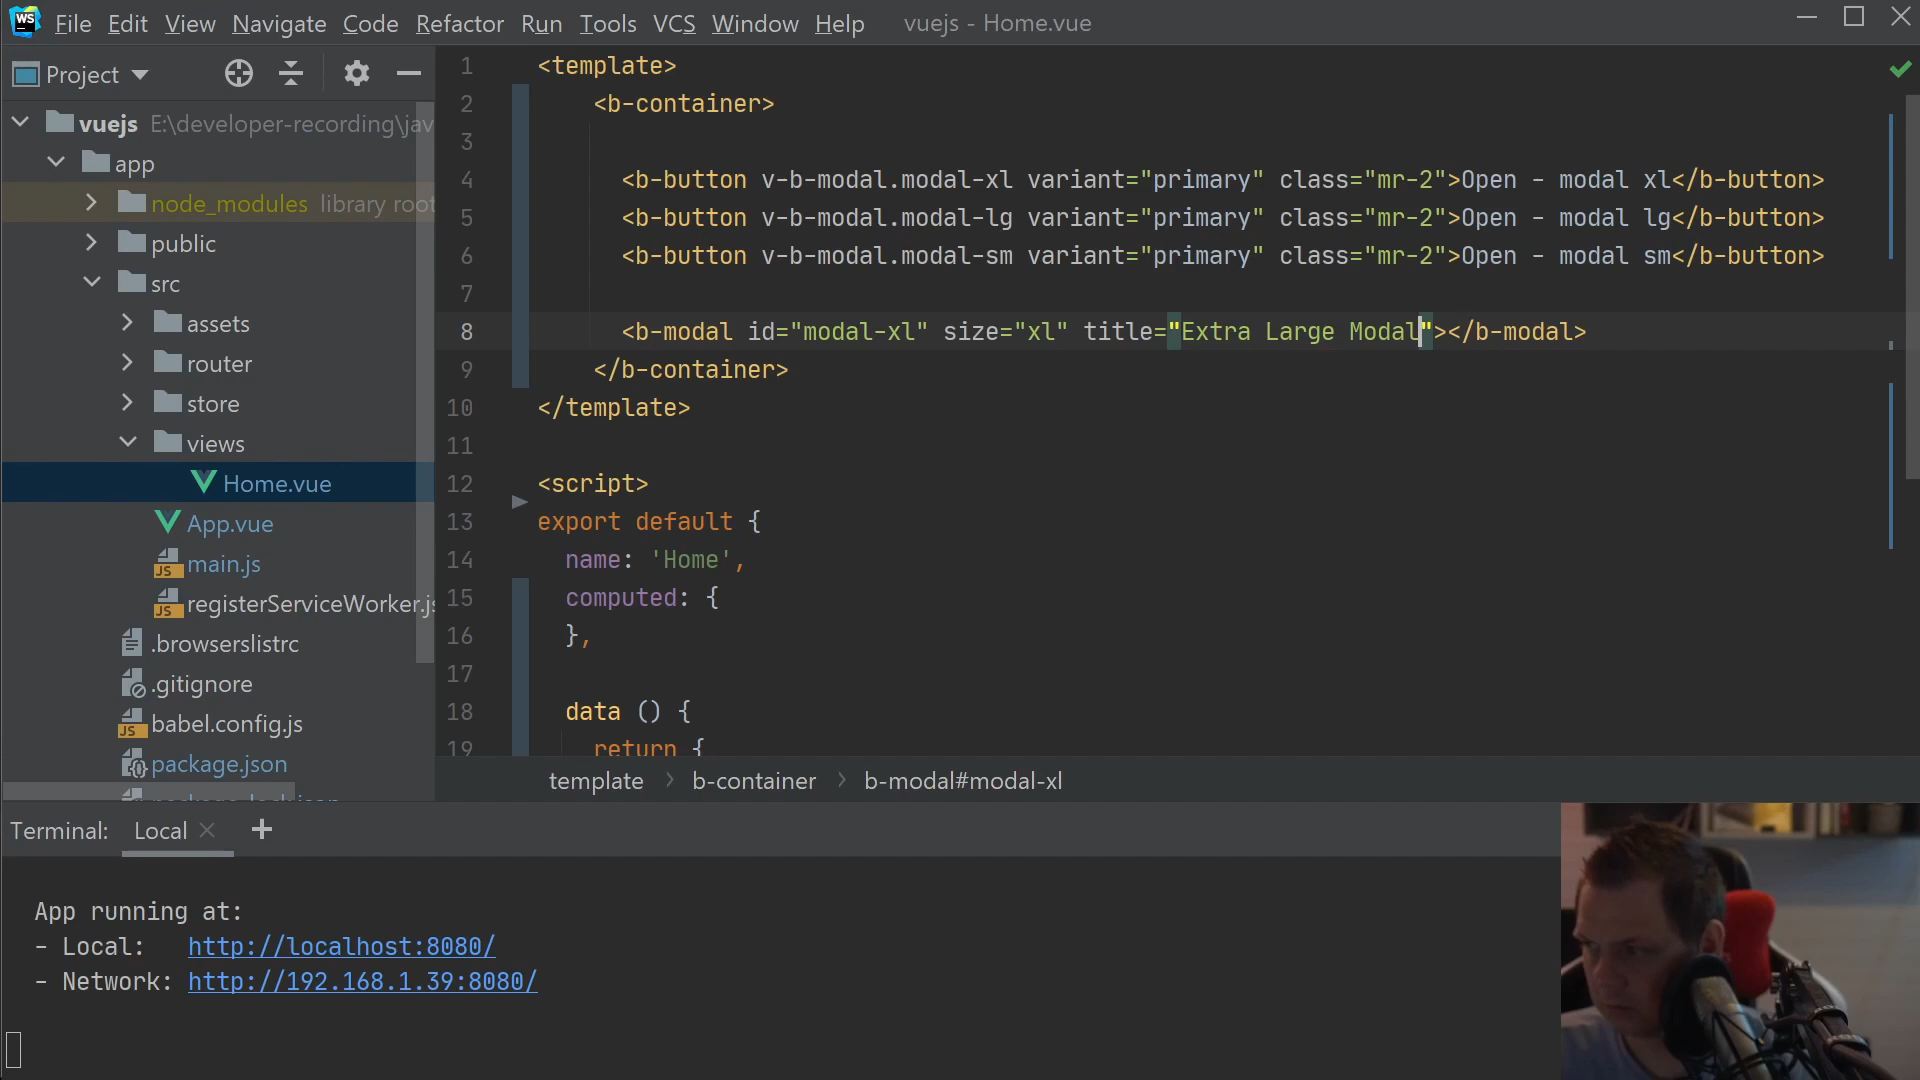 WS File Edit View Navigate Code Refactor Run Tools VCS Window Help vuejs - Home.vue
Project
vuejs E:\developer-recording\jav
app
node_modules library root
public
src
assets
router
store
views
Home.vue
App.vue
JS main.js
JS registerServiceWorker.js
.browserslistrc
.gitignore
JS babel.config.js
package.json
package-lock.json
1 <template>
2 <b-container>
3
4 <b-button v-b-modal.modal-xl variant="primary" class="mr-2">Open - modal xl</b-button>
5 <b-button v-b-modal.modal-lg variant="primary" class="mr-2">Open - modal lg</b-button>
6 <b-button v-b-modal.modal-sm variant="primary" class="mr-2">Open - modal sm</b-button>
7
8 <b-modal id="modal-xl" size="xl" title="Extra Large Modal"></b-modal>
9 </b-container>
10 </template>
11
12 <script>
13 export default {
14 name: 'Home',
15 computed: {
16 },
17
18 data () {
19 return {
template > b-container > b-modal#modal-xl
Terminal: Local
App running at:
- Local: http://localhost:8080/
- Network: http://192.168.1.39:8080/